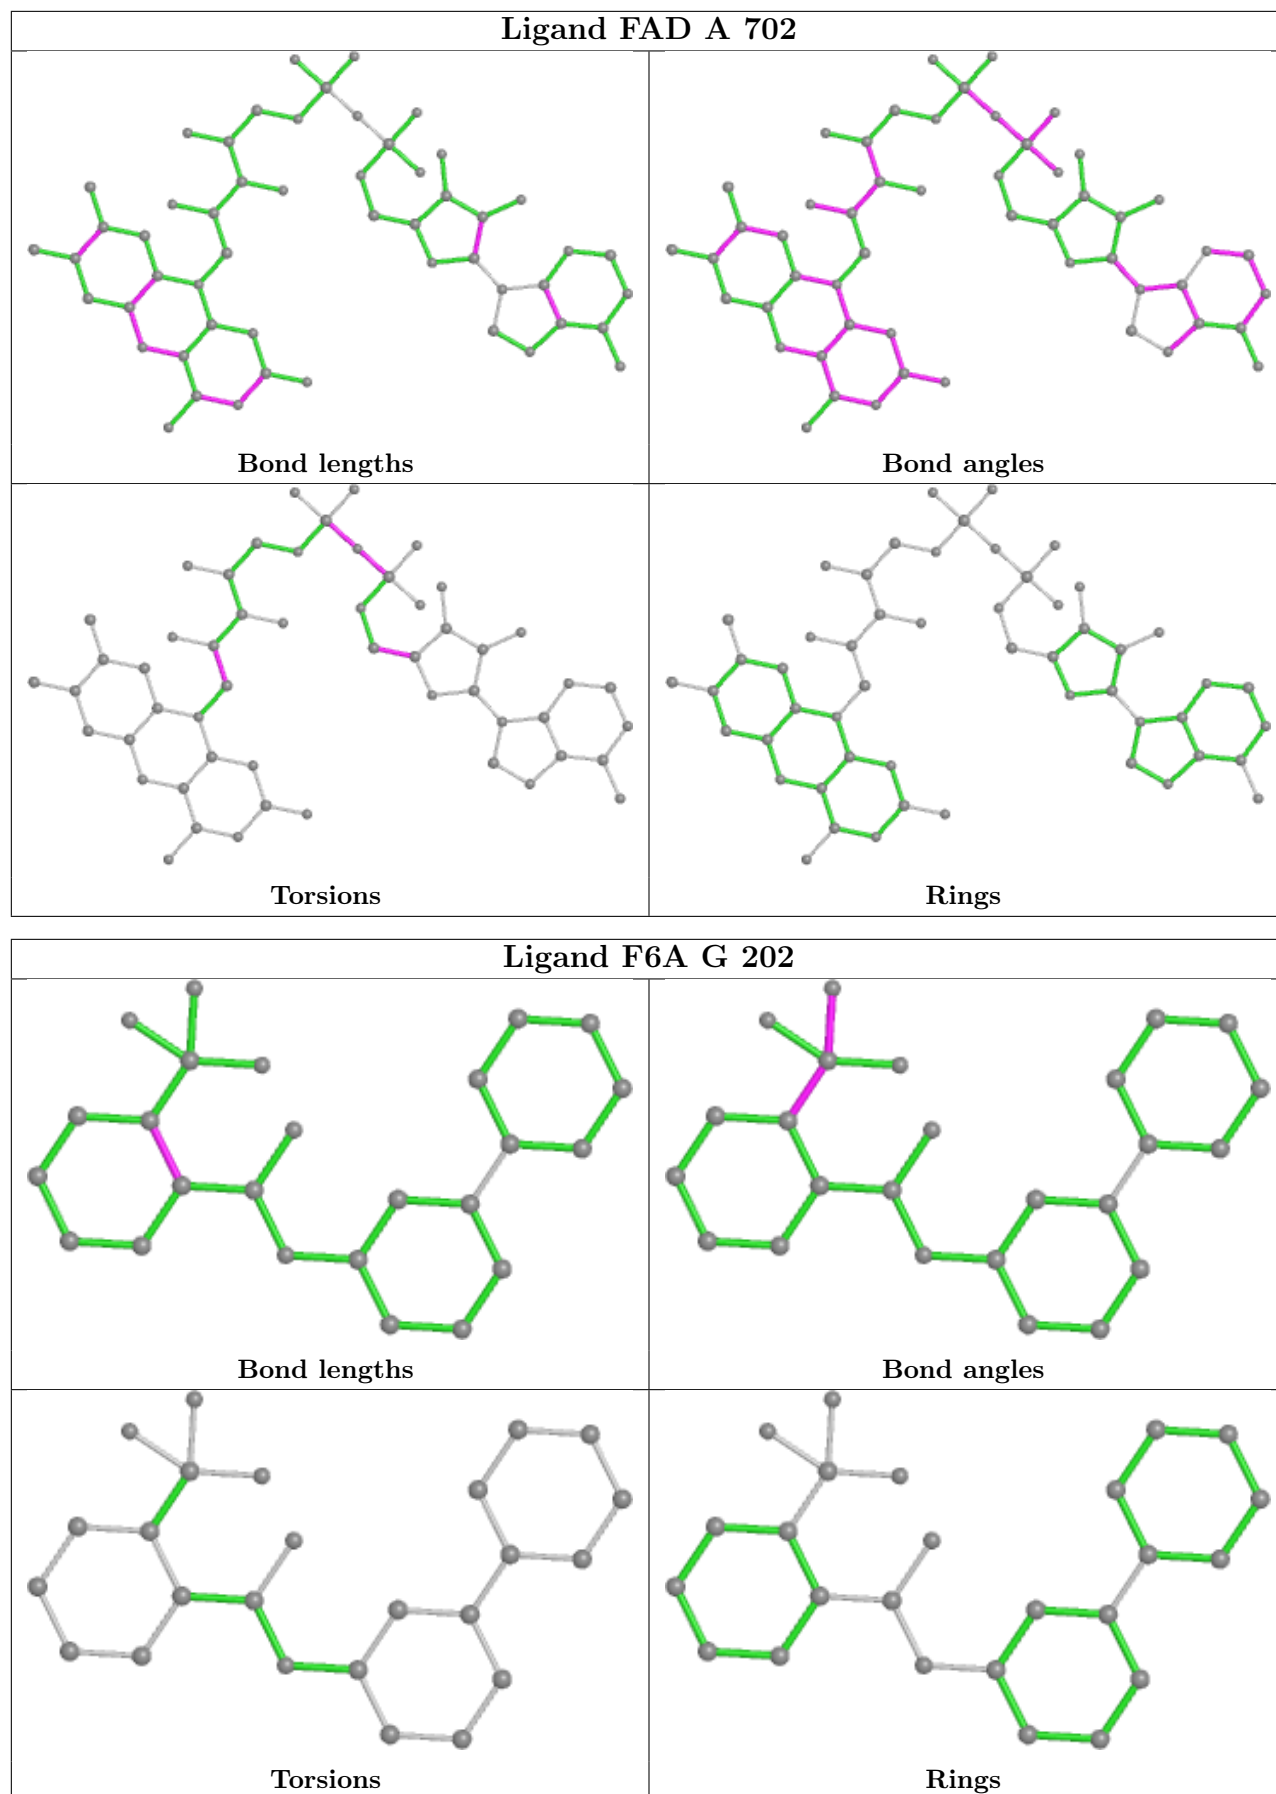 Ligand FAD A 702
Bond lengths
Bond angles
Torsions
Rings
Ligand F6A G 202
Bond lengths
Bond angles
Torsions
Rings